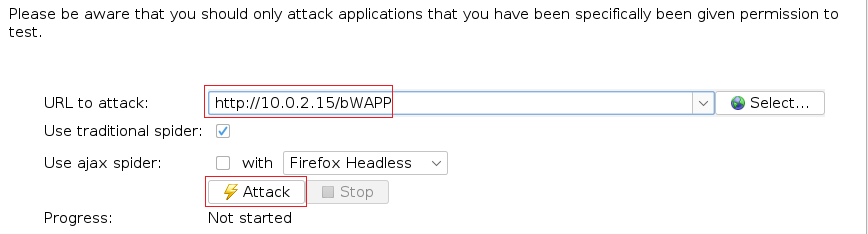 Please be aware that you should only attack applications that you have been specifically been given permission to
test.
URL to attack: http://10.0.2.15/bWAPP Select...
Use traditional spider:
Use ajax spider: with Firefox Headless
Attack Stop
Progress: Not started